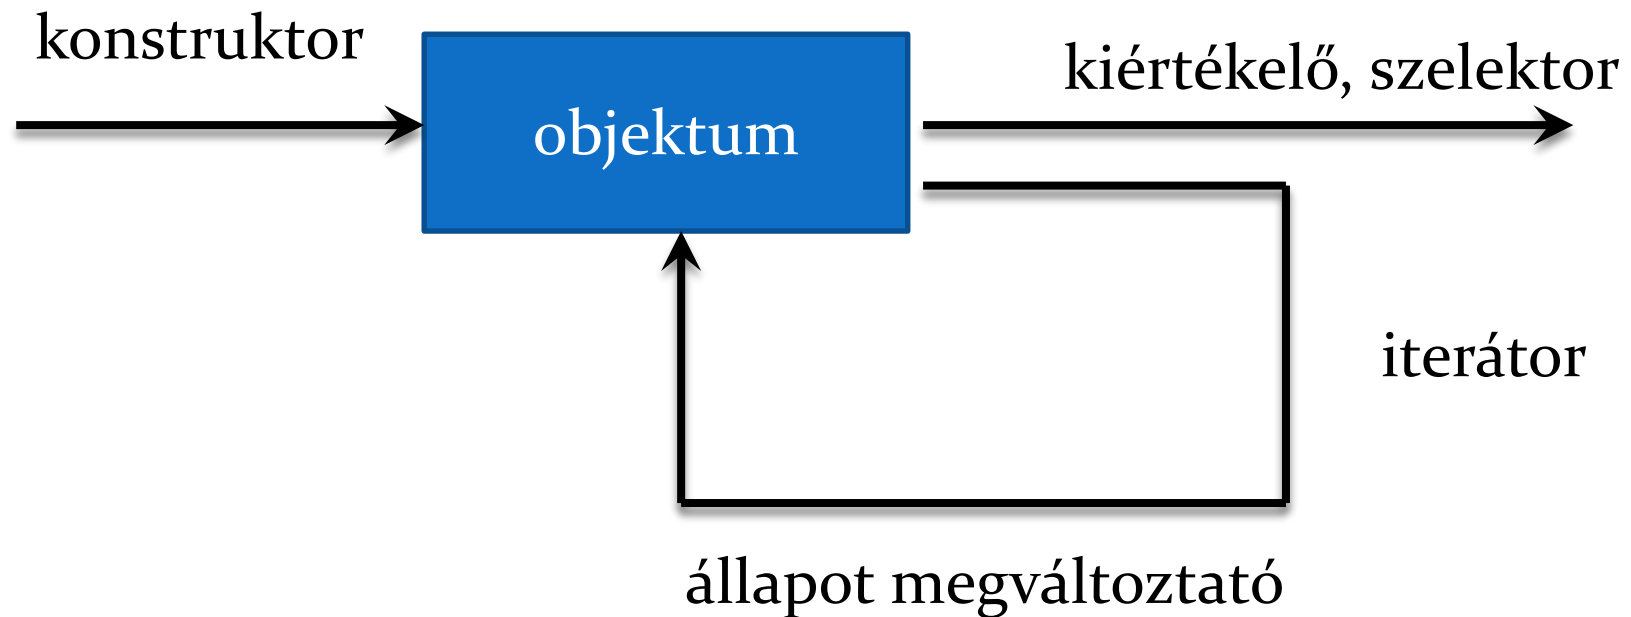 konstruktor
kiértékelő, szelektor
objektum
iterátor
állapot megváltoztató